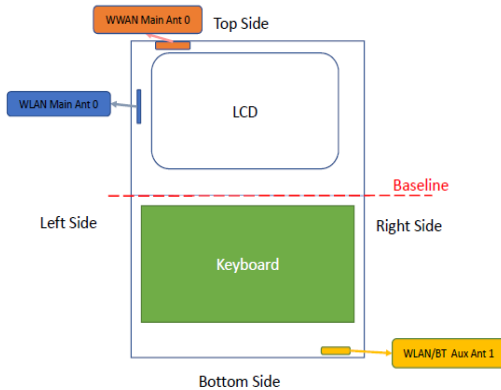 WWAN Main Ant 0
Top Side
WLAN Main Ant 0
LCD
Baseline
Left Side
Right Side
Keyboard
WLAN/BT Aux Ant 1
Bottom Side